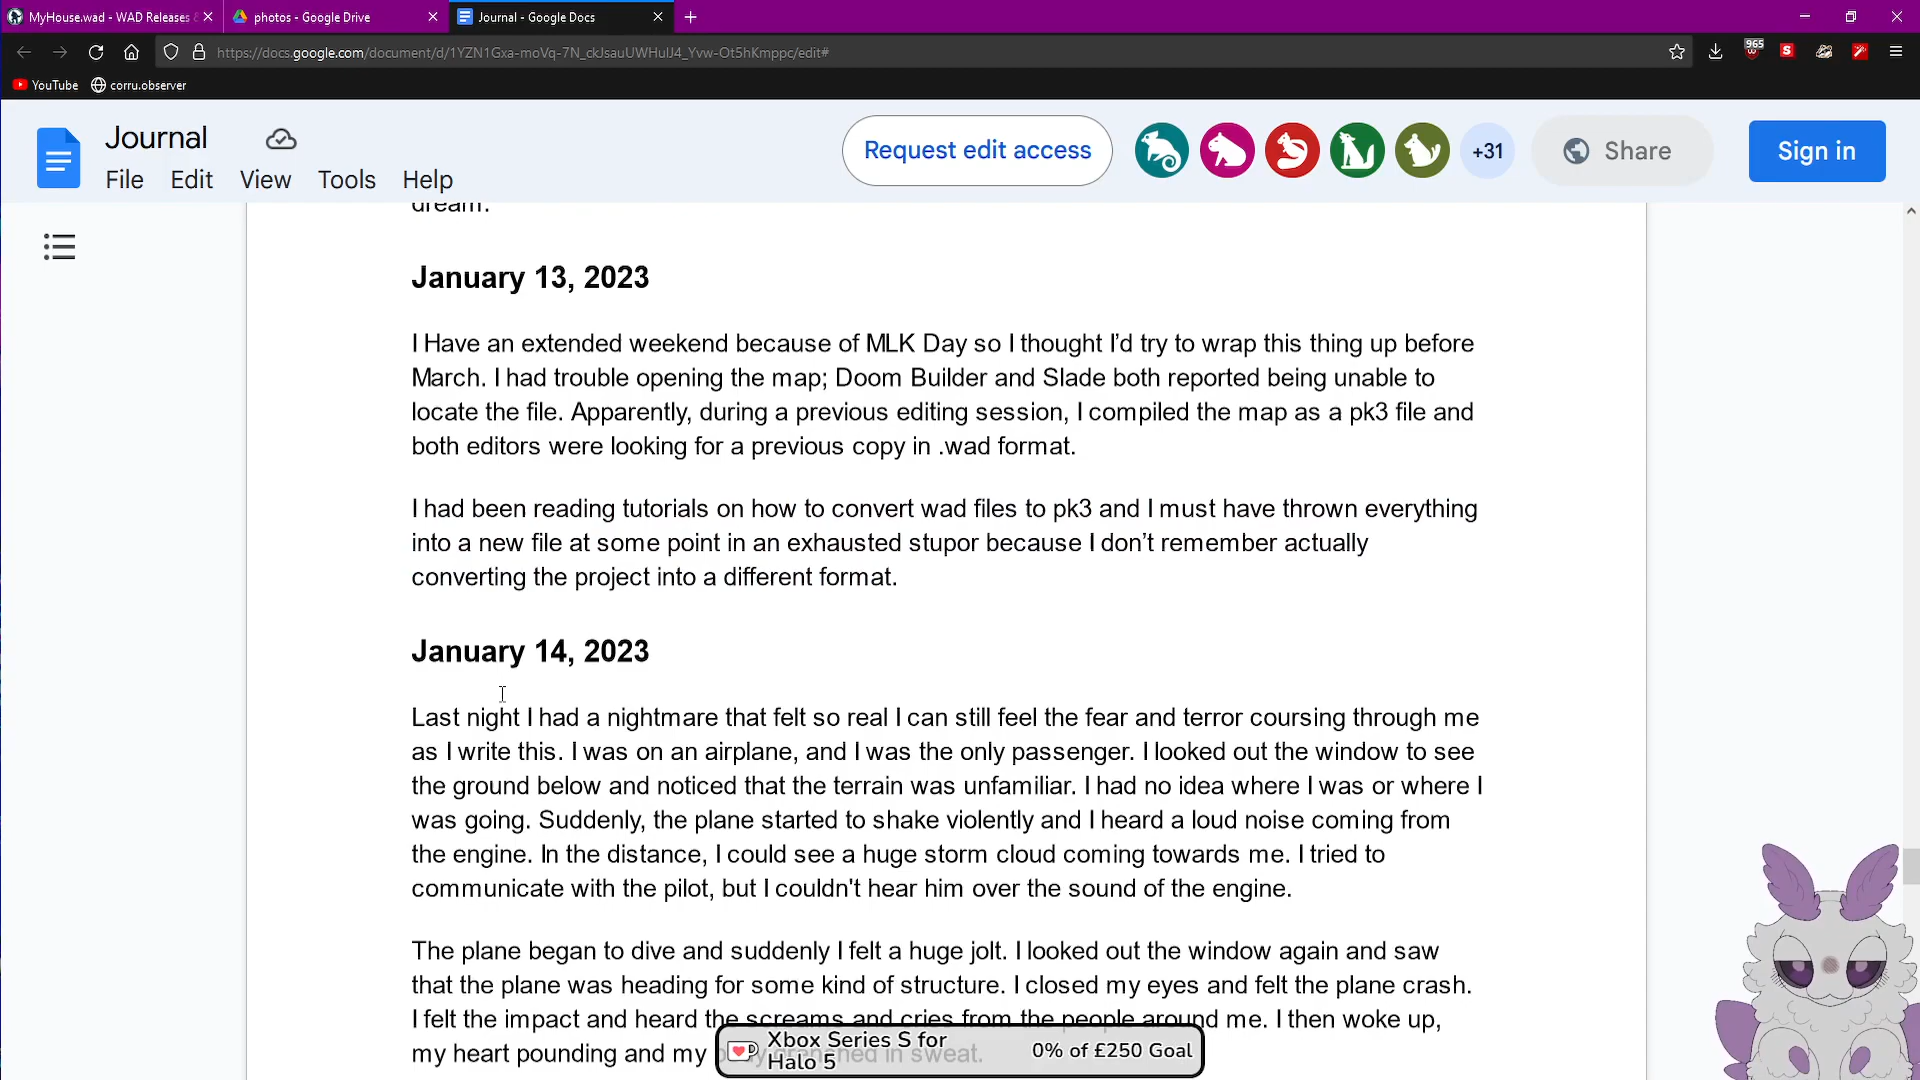 MyHouse.wad - WAD Releases &
photos - Google Drive
Journal - Google Docs
https://docs.google.com/document/d/1YZN1Gxa-moVq-7N_ckJsauUWHulJ4_Yvw-Ot5hKmppc/edit#
965
S
YouTube
corru.observer
Journal
File Edit View Tools Help
Request edit access
+31
Share
Sign in
dream.
January 13, 2023
I Have an extended weekend because of MLK Day so I thought I’d try to wrap this thing up before
March. I had trouble opening the map; Doom Builder and Slade both reported being unable to
locate the file. Apparently, during a previous editing session, I compiled the map as a pk3 file and
both editors were looking for a previous copy in .wad format.
I had been reading tutorials on how to convert wad files to pk3 and I must have thrown everything
into a new file at some point in an exhausted stupor because I don’t remember actually
converting the project into a different format.
January 14, 2023
Last night I had a nightmare that felt so real I can still feel the fear and terror coursing through me
as I write this. I was on an airplane, and I was the only passenger. I looked out the window to see
the ground below and noticed that the terrain was unfamiliar. I had no idea where I was or where I
was going. Suddenly, the plane started to shake violently and I heard a loud noise coming from
the engine. In the distance, I could see a huge storm cloud coming towards me. I tried to
communicate with the pilot, but I couldn't hear him over the sound of the engine.
The plane began to dive and suddenly I felt a huge jolt. I looked out the window again and saw
that the plane was heading for some kind of structure. I closed my eyes and felt the plane crash.
I felt the impact and heard the screams and cries from the people around me. I then woke up,
my heart pounding and my body drenched in sweat.
Xbox Series S for
Halo 5
0% of £250 Goal